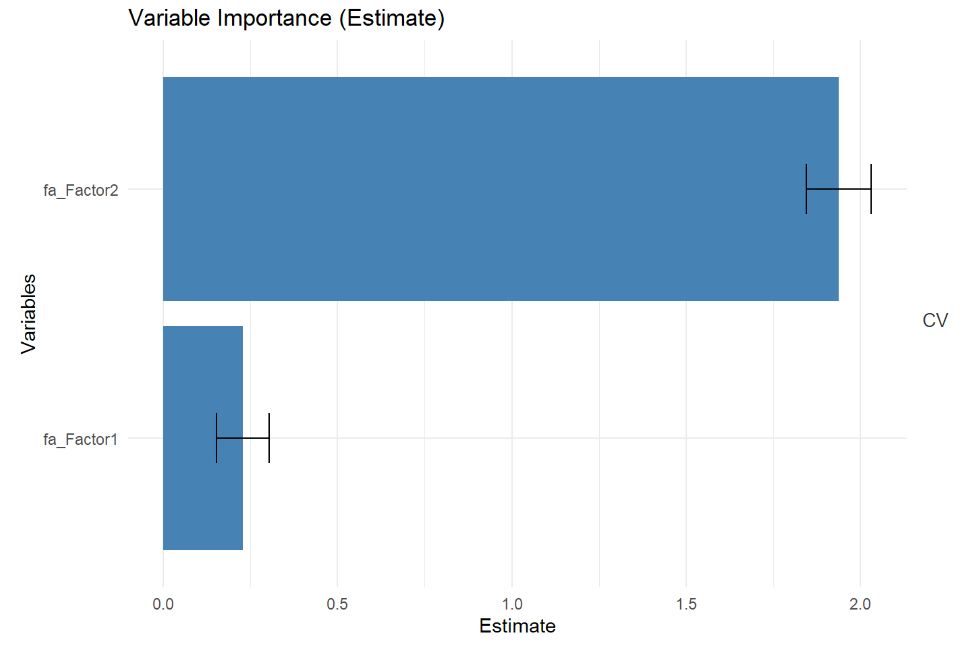 Variable Importance (Estimate)
fa_Factor2
Variables
CV
fa_Factor1
0.0 0.5 1.0 1.5 2.0
Estimate